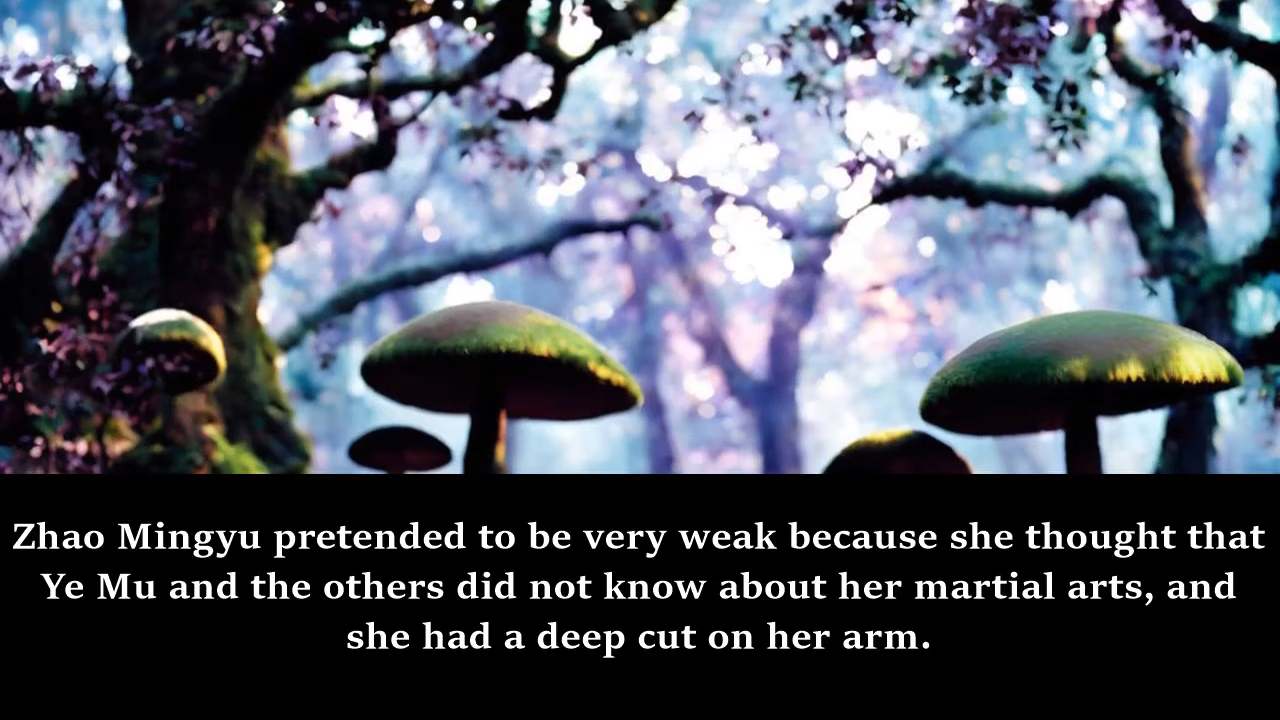 Zhao Mingyu pretended to be very weak because she thought that
Ye Mu and the others did not know about her martial arts, and
she had a deep cut on her arm.